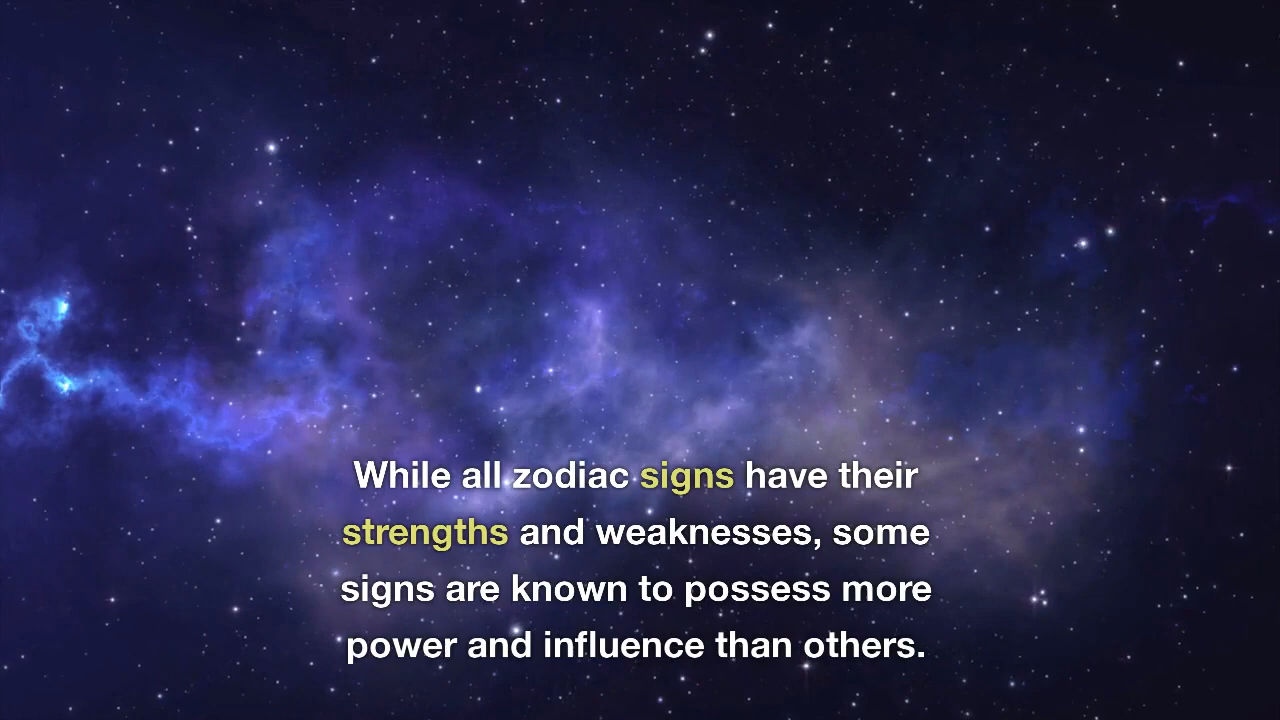 While all zodiac signs have their
strengths and weaknesses, some
signs are known to possess more
power and influence than others.